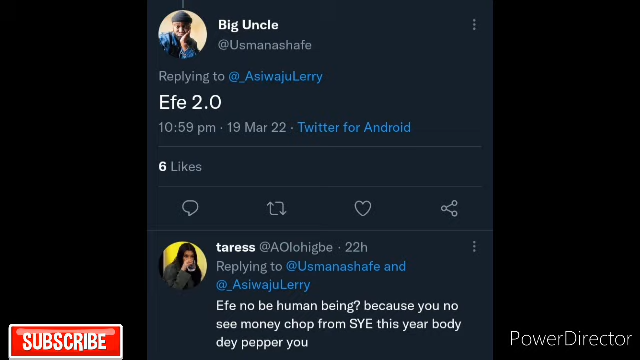 Big Uncle
@Usmanashafe
Replying to @_AsiwajuLerry
Efe 2.0
10:59 pm · 19 Mar 22 · Twitter for Android
6 Likes
taress @AOlohigbe · 22h
Replying to @Usmanashafe and
@_AsiwajuLerry
Efe no be human being? because you no
see money chop from SYE this year body
dey pepper you
SUBSCRIBE
PowerDirector